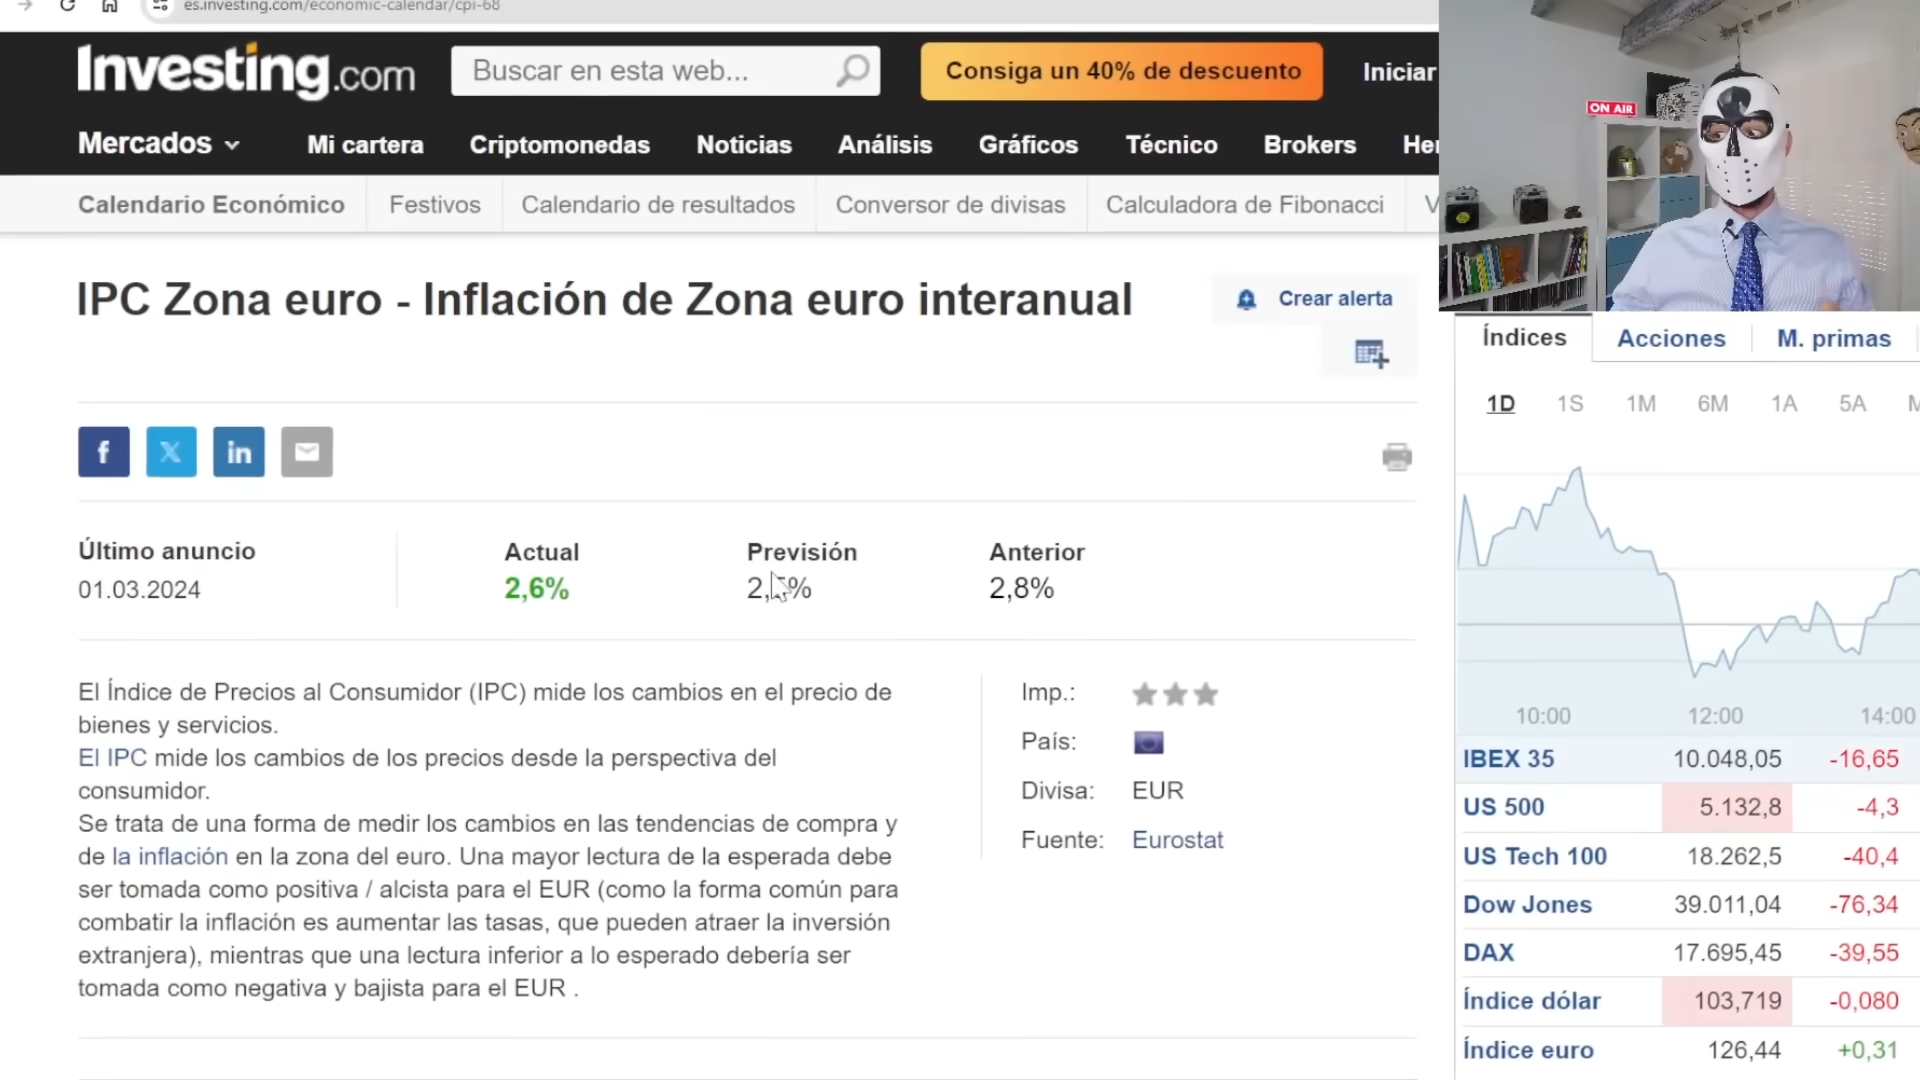 es.investing.com/economic-calendar/cpi-68
Investing.com
Buscar en esta web...
Consiga un 40% de descuento
Iniciar
Mercados
Mi cartera
Criptomonedas
Noticias
Análisis
Gráficos
Técnico
Brokers
Calendario Económico
Festivos
Calendario de resultados
Conversor de divisas
Calculadora de Fibonacci
ON AIR
IPC Zona euro - Inflación de Zona euro interanual
Crear alerta
Último anuncio
01.03.2024
Actual
2,6%
Previsión
Anterior
2,8%
El Índice de Precios al Consumidor (IPC) mide los cambios en el precio de
bienes y servicios.
El IPC mide los cambios de los precios desde la perspectiva del
consumidor.
Se trata de una forma de medir los cambios en las tendencias de compra y
de la inflación en la zona del euro. Una mayor lectura de la esperada debe
ser tomada como positiva / alcista para el EUR (como la forma común para
combatir la inflación es aumentar las tasas, que pueden atraer la inversión
extranjera), mientras que una lectura inferior a lo esperado debería ser
tomada como negativa y bajista para el EUR .
Imp.:
País:
Divisa: EUR
Fuente: Eurostat
Índices
Acciones
M. primas
1D 1S 1M 6M 1A 5A
10:00 12:00 14:00
IBEX 35 10.048,05 -16,65
US 500 5.132,8 -4,3
US Tech 100 18.262,5 -40,4
Dow Jones 39.011,04 -76,34
DAX 17.695,45 -39,55
Índice dólar 103,719 -0,080
Índice euro 126,44 +0,31